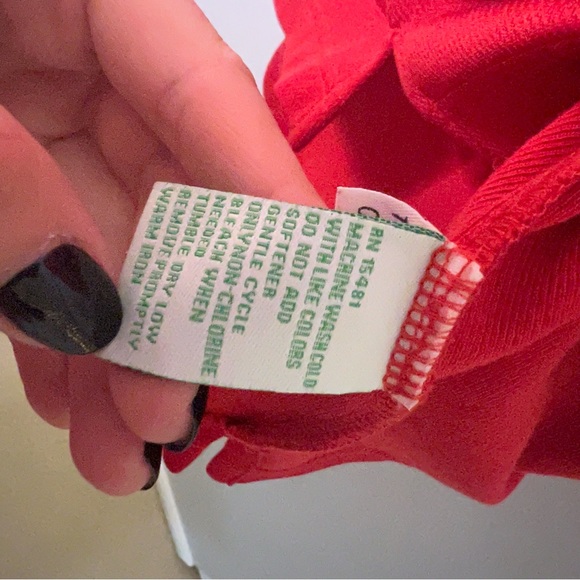 RN 15481
MACHINE WASH COLD
WITH LIKE COLORS
DO NOT ADD
SOFTENER
GENTLE CYCLE
ONLY NON CHLORINE
BLEACH WHEN
NEEDED
TUMBLE DRY LOW
REMOVE PROMPTLY
WARM IRON